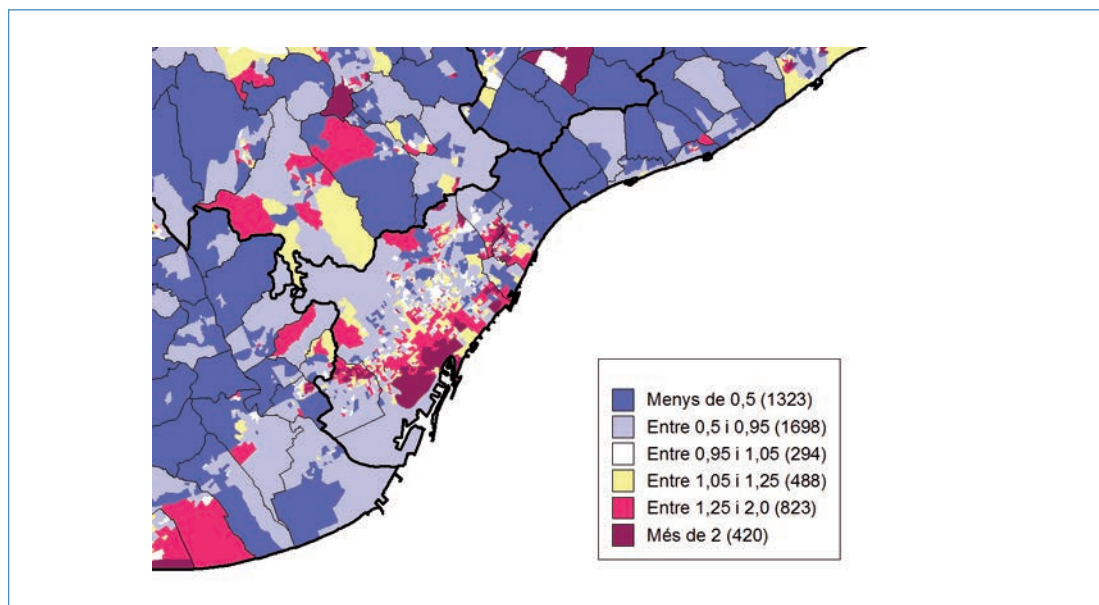 Menys de 0,5 (1323)
Entre 0,5 i 0,95 (1698)
Entre 0,95 i 1,05 (294)
Entre 1,05 i 1,25 (488)
Entre 1,25 i 2,0 (823)
Més de 2 (420)